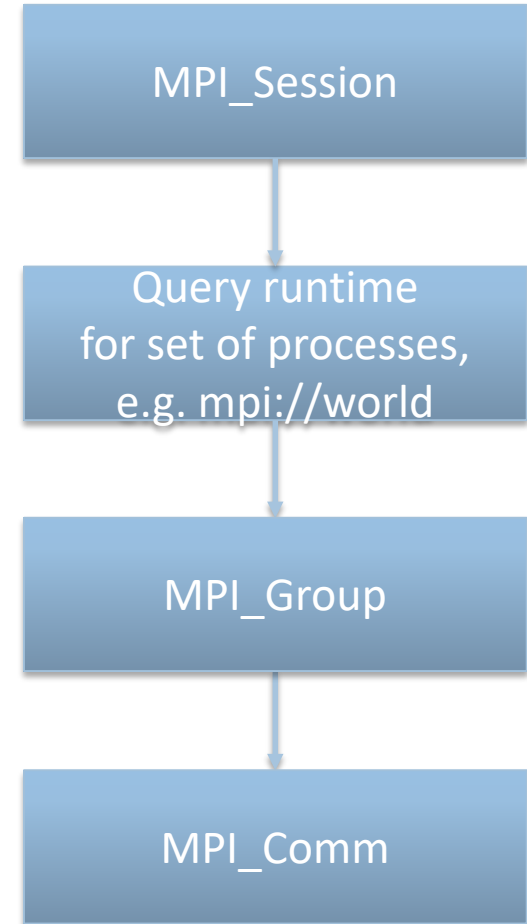 MPI_Session
Query runtime
for set of processes,
e.g. mpi://world
MPI_Group
MPI_Comm